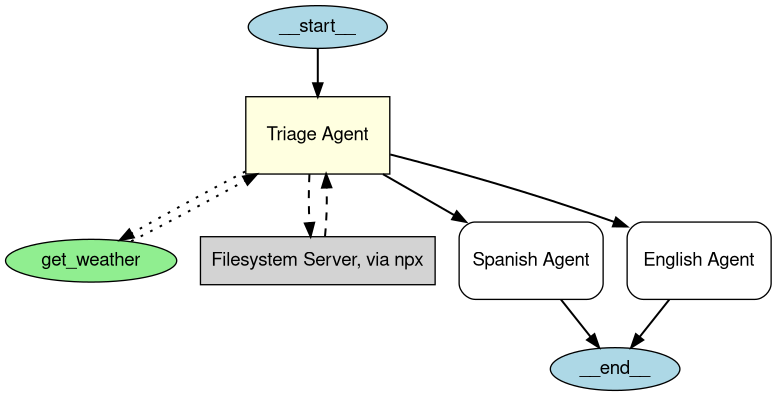 __start__
Triage Agent
get_weather
Filesystem Server, via npx
Spanish Agent
English Agent
__end__